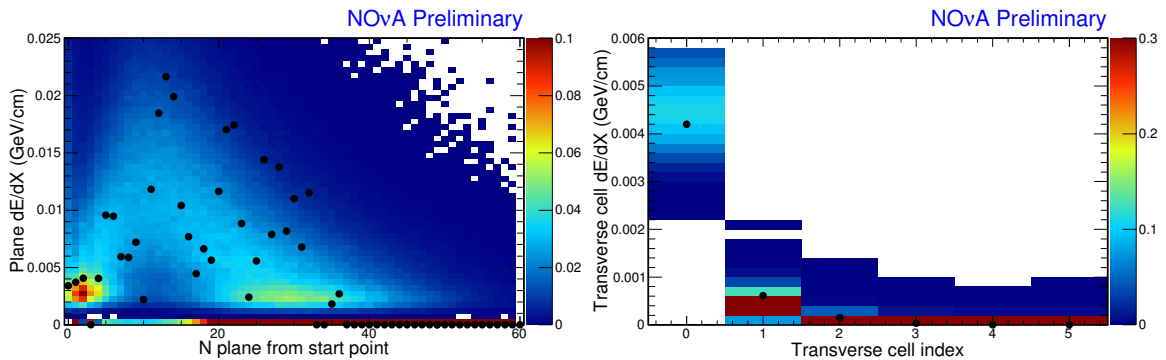 NOνA Preliminary
Plane dE/dX (GeV/cm)
0.025
0.02
0.015
0.01
0.005
0
0 20 40 60
N plane from start point
0.1
0.08
0.06
0.04
0.02
0
NOνA Preliminary
Transverse cell dE/dX (GeV/cm)
0.006
0.005
0.004
0.003
0.002
0.001
0
0 1 2 3 4 5
Transverse cell index
0.3
0.2
0.1
0